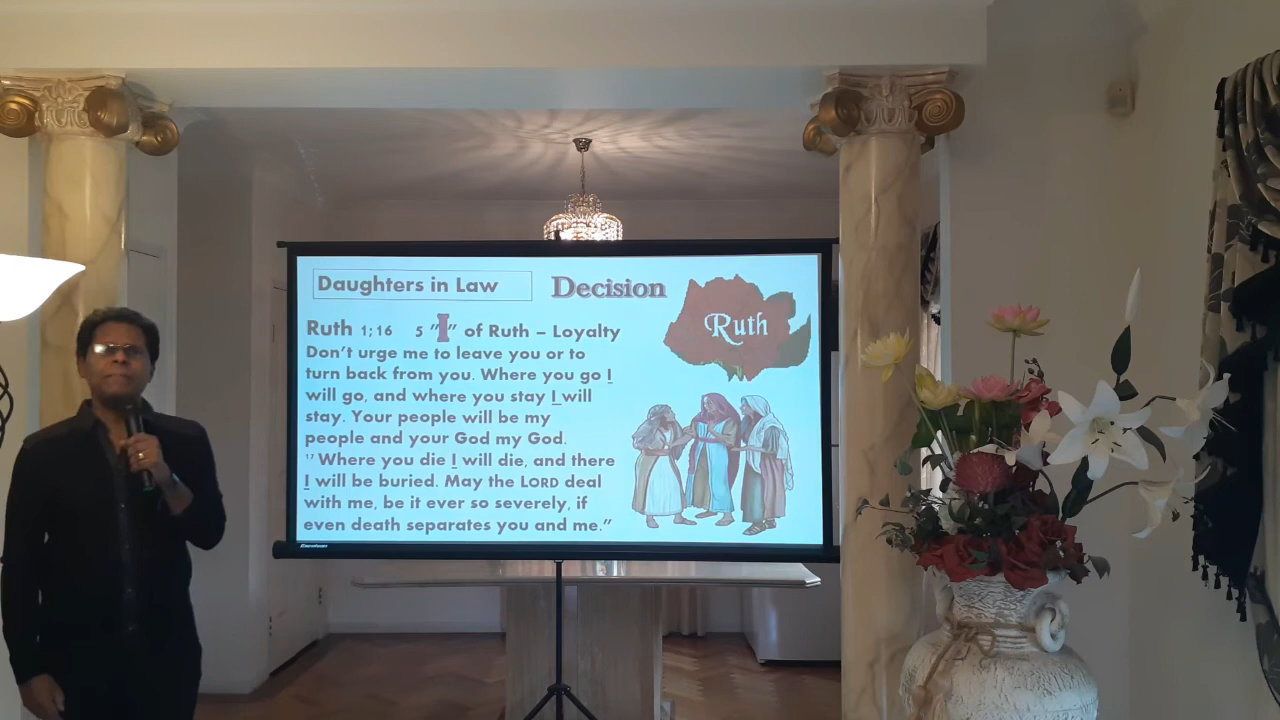 Daughters in Law
Decision
Ruth 1;16 5 "I" of Ruth – Loyalty
Don't urge me to leave you or to
turn back from you. Where you go I
will go, and where you stay I will
stay. Your people will be my
people and your God my God.
17 Where you die I will die, and there
I will be buried. May the LORD deal
with me, be it ever so severely, if
even death separates you and me."
Ruth